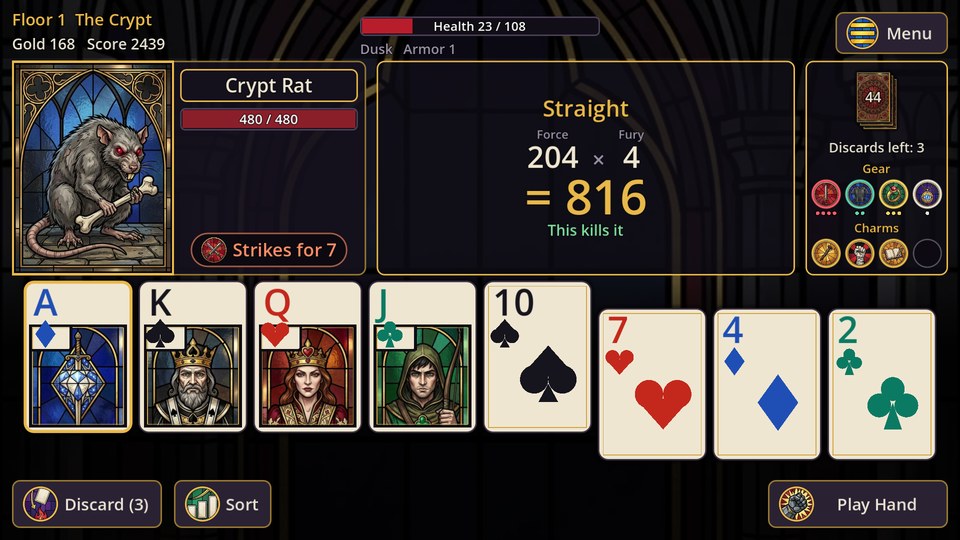 Floor 1 The Crypt
Gold 168 Score 2439
Health 23 / 108
Dusk Armor 1
Menu
Crypt Rat
480 / 480
Strikes for 7
Straight
Force Fury
204 × 4
= 816
This kills it
44
Discards left: 3
Gear
Charms
A
K
Q
J
10
7
4
2
Discard (3)
Sort
Play Hand